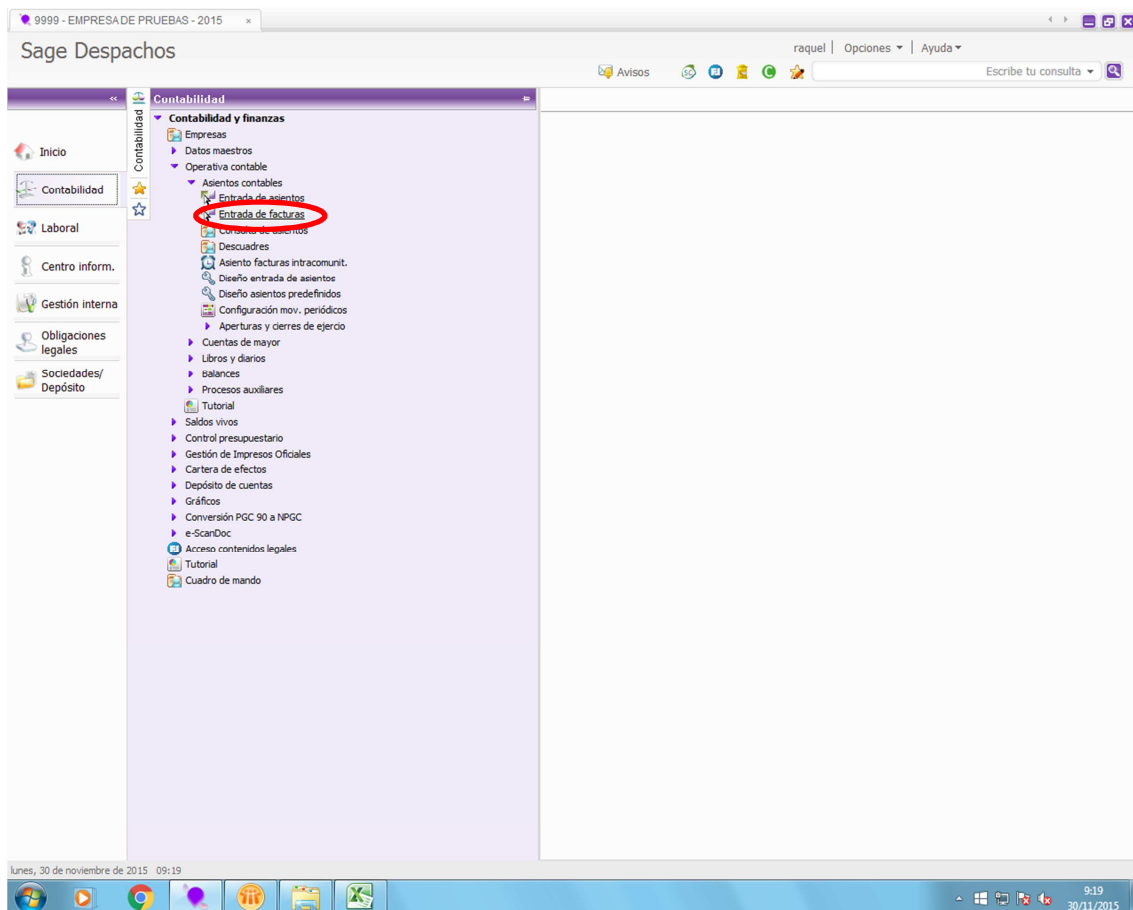 9999 - EMPRESA DE PRUEBAS - 2015
Sage Despachos
raquel | Opciones | Ayuda
Avisos
Escribe tu consulta
Contabilidad
Contabilidad
Inicio
Contabilidad
Laboral
Centro inform.
Gestión interna
Obligaciones
legales
Sociedades/
Depósito
Contabilidad y finanzas
Empresas
Datos maestros
Operativa contable
Asientos contables
Entrada de asientos
Entrada de facturas
Consulta de asientos
Descuadres
Asiento facturas intracomunit.
Diseño entrada de asientos
Diseño asientos predefinidos
Configuración mov. periódicos
Aperturas y cierres de ejercio
Cuentas de mayor
Libros y diarios
Balances
Procesos auxiliares
Tutorial
Saldos vivos
Control presupuestario
Gestión de Impresos Oficiales
Cartera de efectos
Depósito de cuentas
Gráficos
Conversión PGC 90 a NPGC
e-ScanDoc
Acceso contenidos legales
Tutorial
Cuadro de mando
lunes, 30 de noviembre de 2015 09:19
9:19
30/11/2015